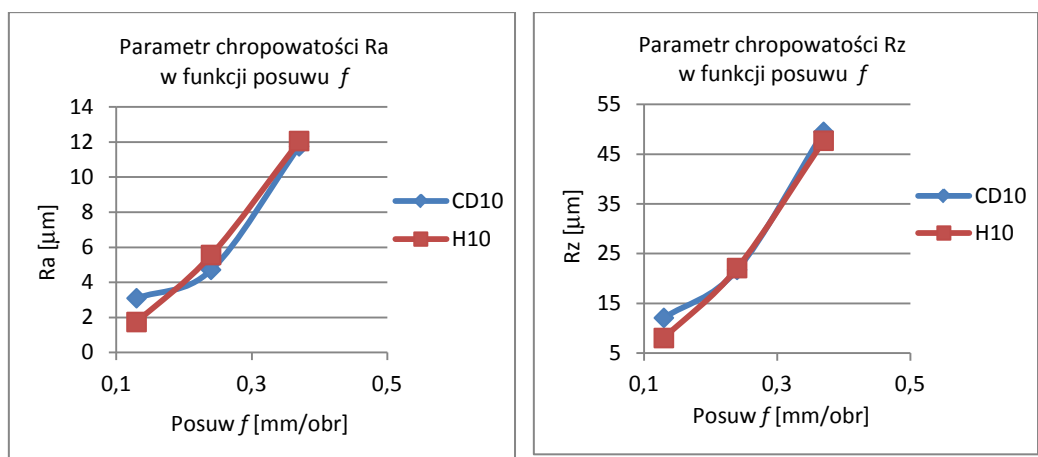 Parametr chropowatości Ra
w funkcji posuwu f
14
12
10
8
6
4
2
0
Ra [µm]
0,1
0,3
0,5
Posuw f [mm/obr]
CD10
H10
Parametr chropowatości Rz
w funkcji posuwu f
55
45
35
25
15
5
Rz [µm]
0,1
0,3
0,5
Posuw f [mm/obr]
CD10
H10